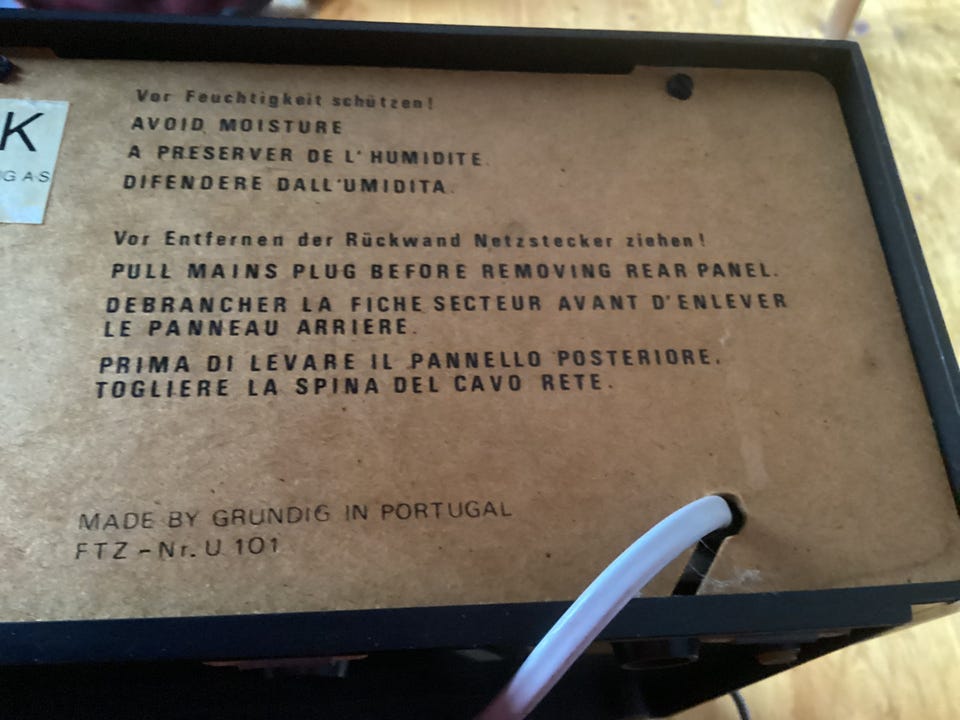 K
G A·S
Vor Feuchtigkeit schützen!
AVOID MOISTURE
A PRESERVER DE L'HUMIDITE.
DIFENDERE DALL'UMIDITA.
Vor Entfernen der Rückwand Netzstecker ziehen!
PULL MAINS PLUG BEFORE REMOVING REAR PANEL.
DEBRANCHER LA FICHE SECTEUR AVANT D'ENLEVER
LE PANNEAU ARRIERE.
PRIMA DI LEVARE IL PANNELLO POSTERIORE,
TOGLIERE LA SPINA DEL CAVO RETE.
MADE BY GRUNDIG IN PORTUGAL
FTZ-Nr. U 101